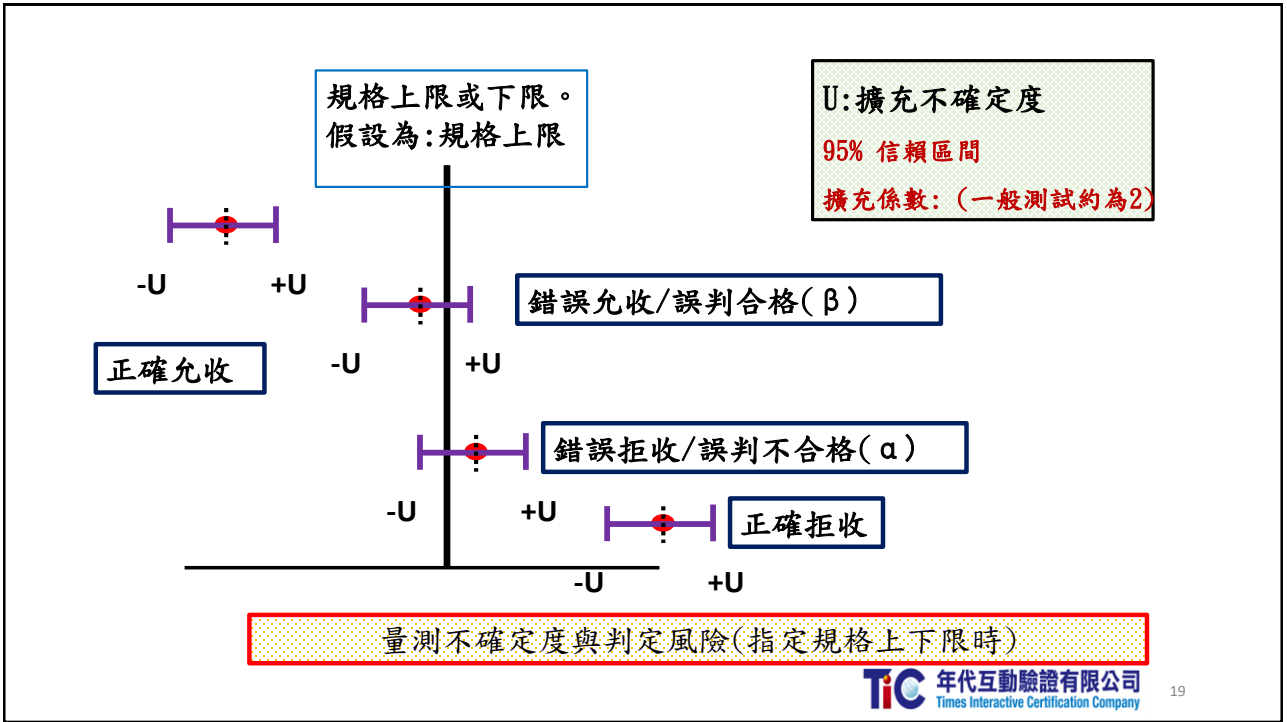 規格上限或下限。
假設為:規格上限
U:擴充不確定度
95% 信賴區間
擴充係數: (一般測試約為2)
-U
+U
錯誤允收/誤判合格(β)
正確允收
-U
+U
錯誤拒收/誤判不合格(α)
-U
+U
正確拒收
-U
+U
量測不確定度與判定風險(指定規格上下限時)
TiC 年代互動驗證有限公司
Times Interactive Certification Company
19